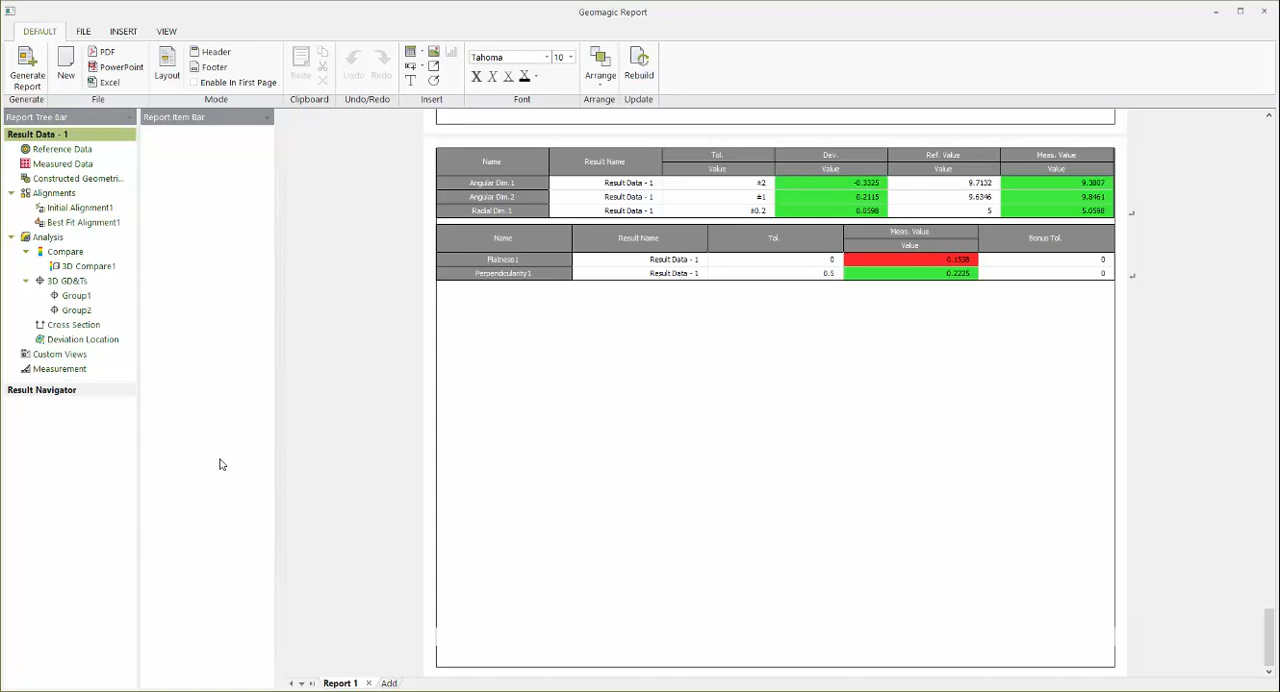 Geomagic Report
DEFAULT FILE INSERT VIEW
Generate Report
New
PDF
PowerPoint
Excel
Layout
Header
Footer
Enable In First Page
Paste
Undo Redo
Tahoma 10
X X X X
Arrange
Rebuild
Generate File Mode Clipboard Undo/Redo Insert Font Arrange Update
Report Tree Bar
Report Item Bar
Result Data - 1
Reference Data
Measured Data
Constructed Geometri...
Alignments
Initial Alignment1
Best Fit Alignment1
Analysis
Compare
3D Compare1
3D GD&Ts
Group1
Group2
Cross Section
Deviation Location
Custom Views
Measurement
Result Navigator
Name Result Name Tol. Dev. Ref. Value Meas. Value
Value Value Value Value
Angular Dim.1 Result Data - 1 ±2 -0.3325 9.7132 9.3807
Angular Dim.2 Result Data - 1 ±1 0.2115 9.6346 9.8461
Radial Dim.1 Result Data - 1 ±0.2 0.0598 5 5.0598
Name Result Name Tol. Meas. Value Bonus Tol.
Value
Flatness1 Result Data - 1 0 0.1538 0
Perpendicularity1 Result Data - 1 0.5 0.2225 0
Report 1 Add